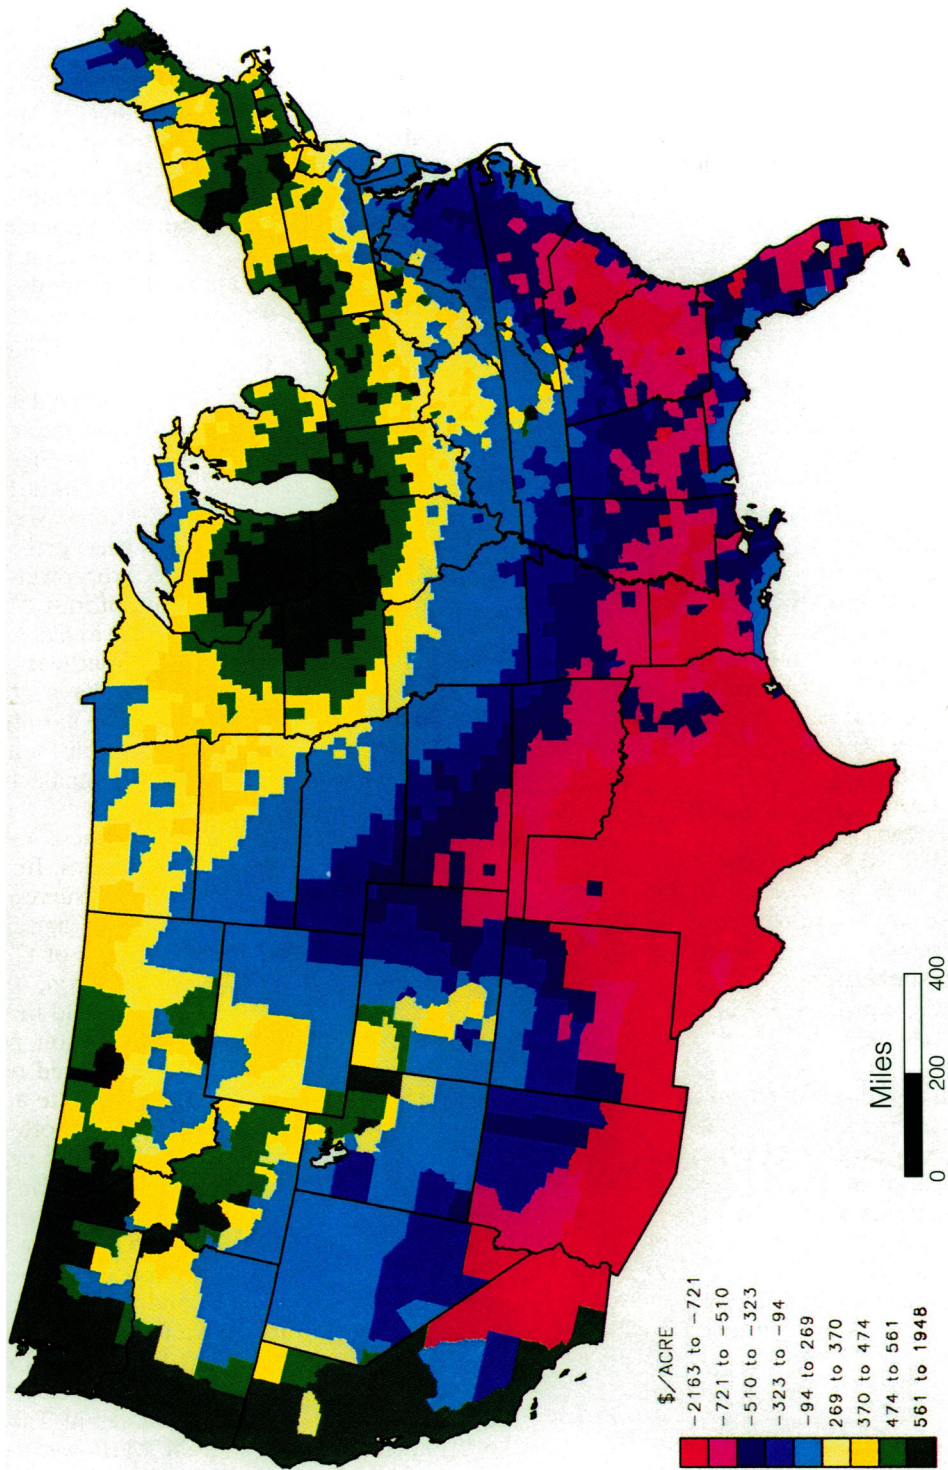 $/ACRE
-2163 to -721
-721 to -510
-510 to -323
-323 to -94
-94 to 269
269 to 370
370 to 474
474 to 561
561 to 1948
Miles
0 200 400